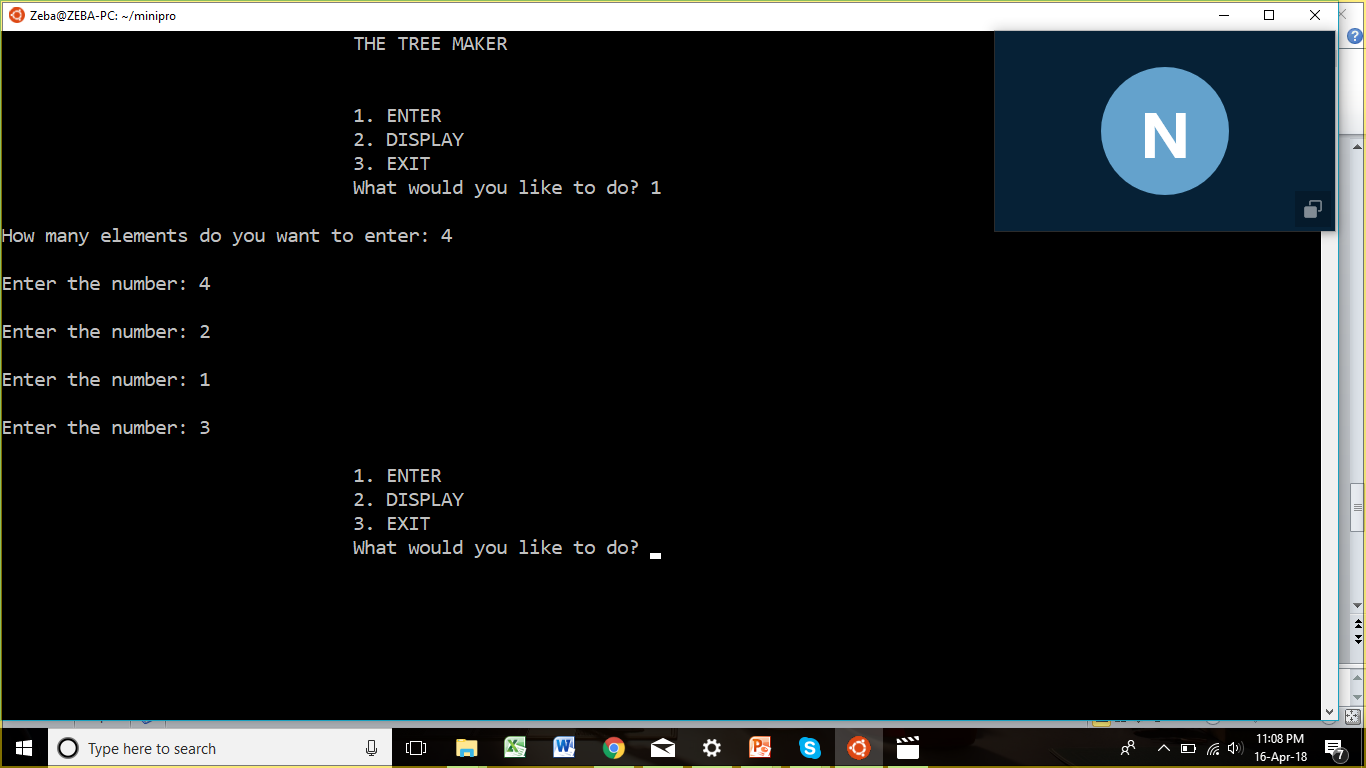 Zeba@ZEBA-PC: ~/minipro
THE TREE MAKER
N
1. ENTER
2. DISPLAY
3. EXIT
What would you like to do? 1
How many elements do you want to enter: 4
Enter the number: 4
Enter the number: 2
Enter the number: 1
Enter the number: 3
1. ENTER
2. DISPLAY
3. EXIT
What would you like to do?
Type here to search
11:08 PM
16-Apr-18
7